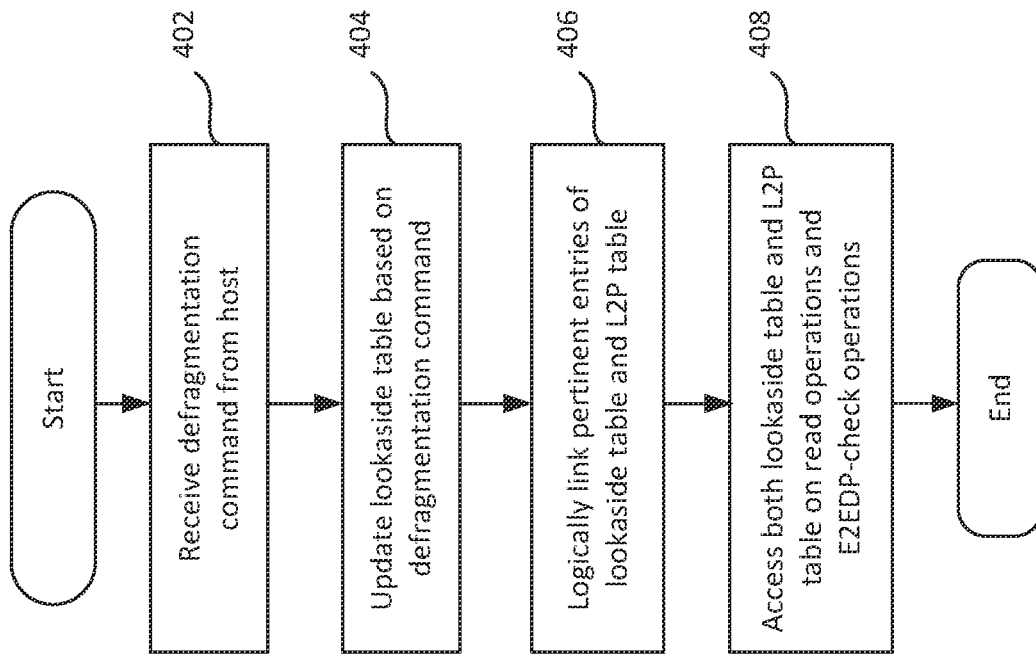 Start
Receive defragmentation
command from host
402
Update lookaside table based on
defragmentation command
404
Logically link pertinent entries of
lookaside table and L2P table
406
Access both lookaside table and L2P
table on read operations and
E2EDP-check operations
408
End